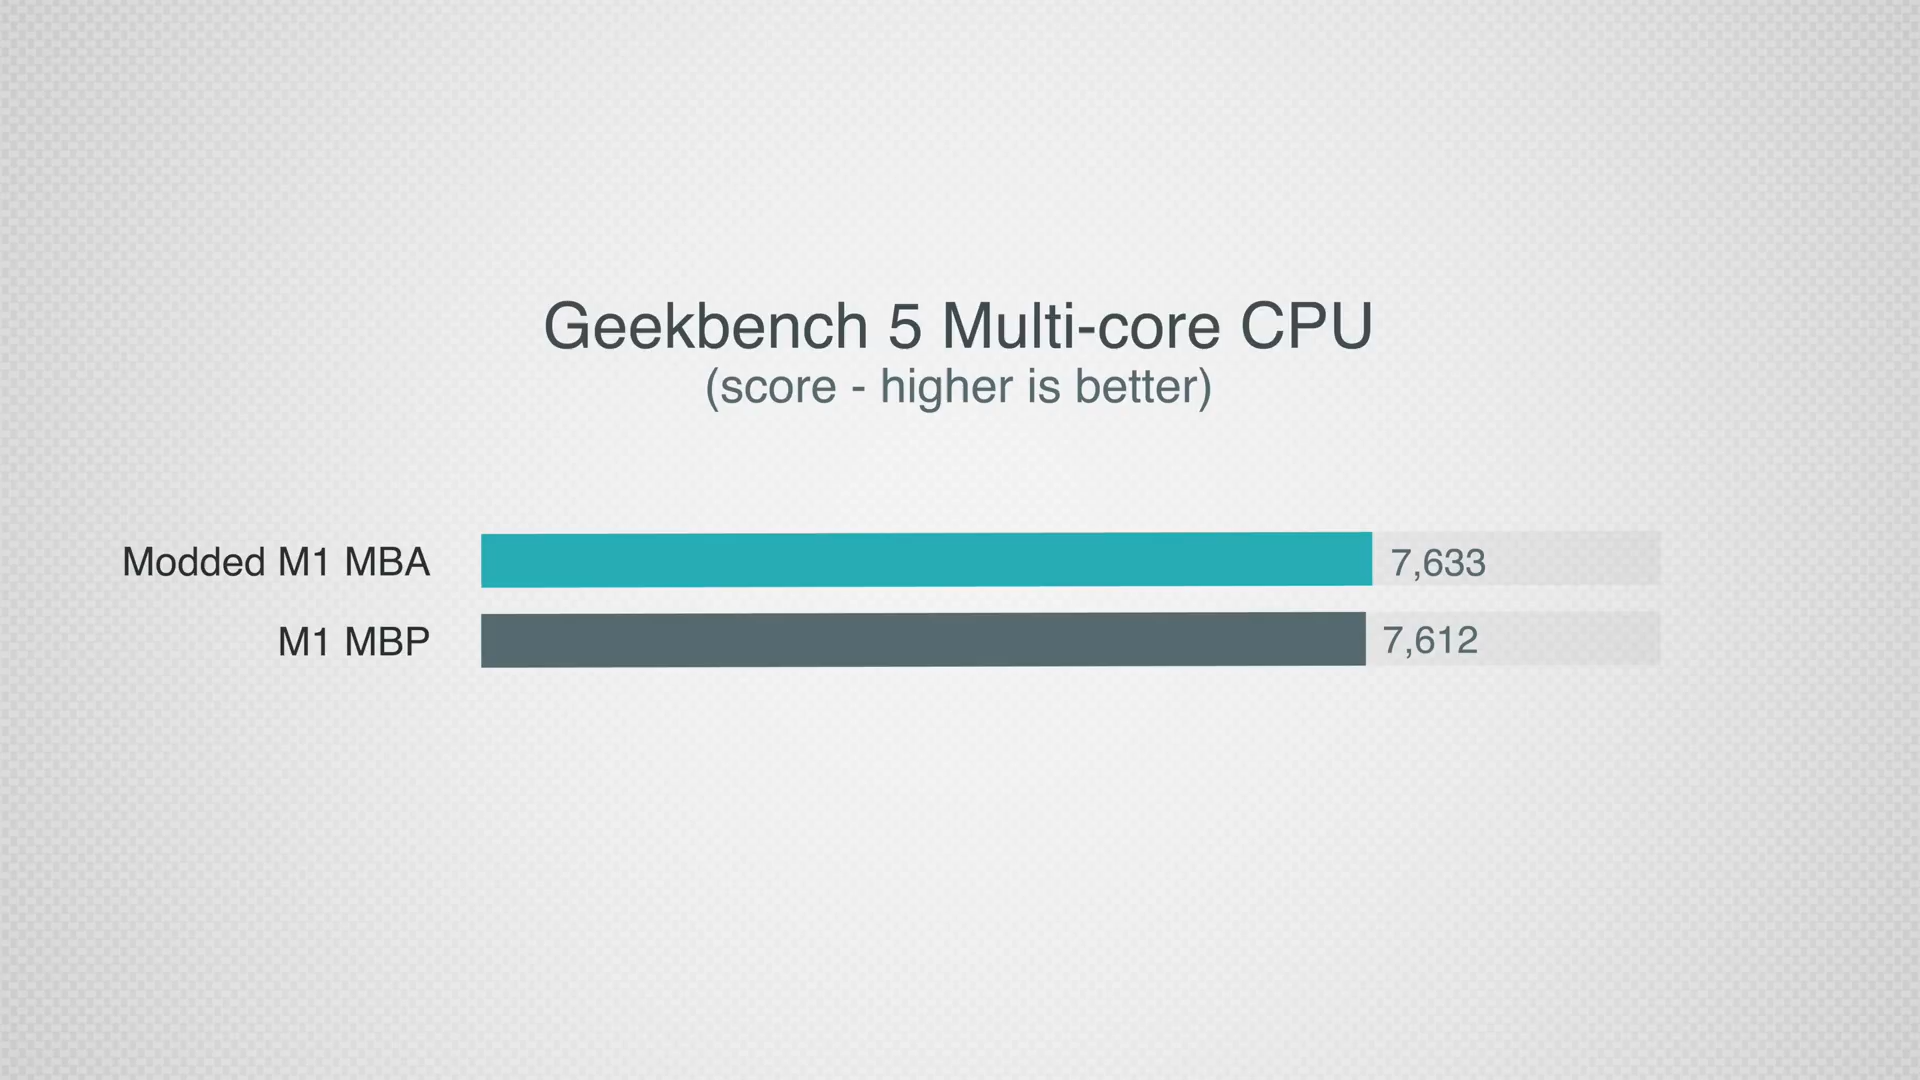 Geekbench 5 Multi-core CPU
(score - higher is better)
Modded M1 MBA 7,633
M1 MBP 7,612